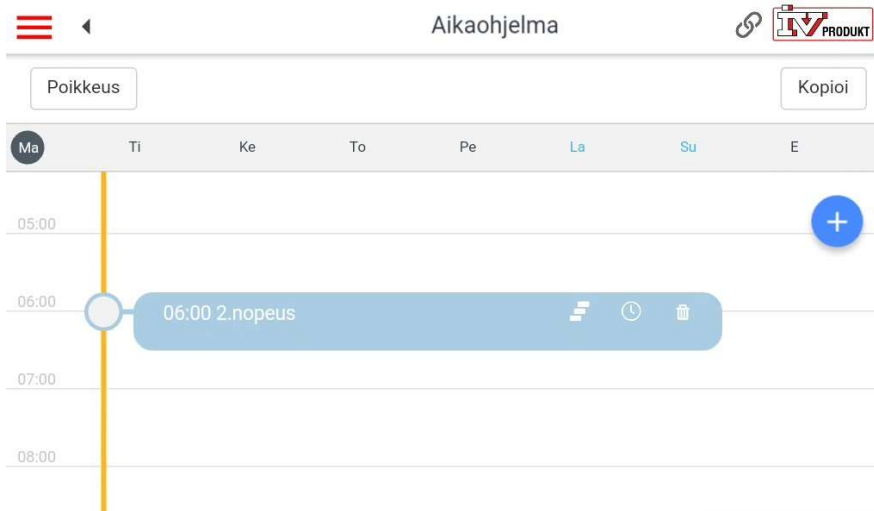 Aikaohjelma
IV PRODUKT
Poikkeus
Kopioi
Ma Ti Ke To Pe La Su E
05:00
06:00
06:00 2.nopeus
07:00
08:00